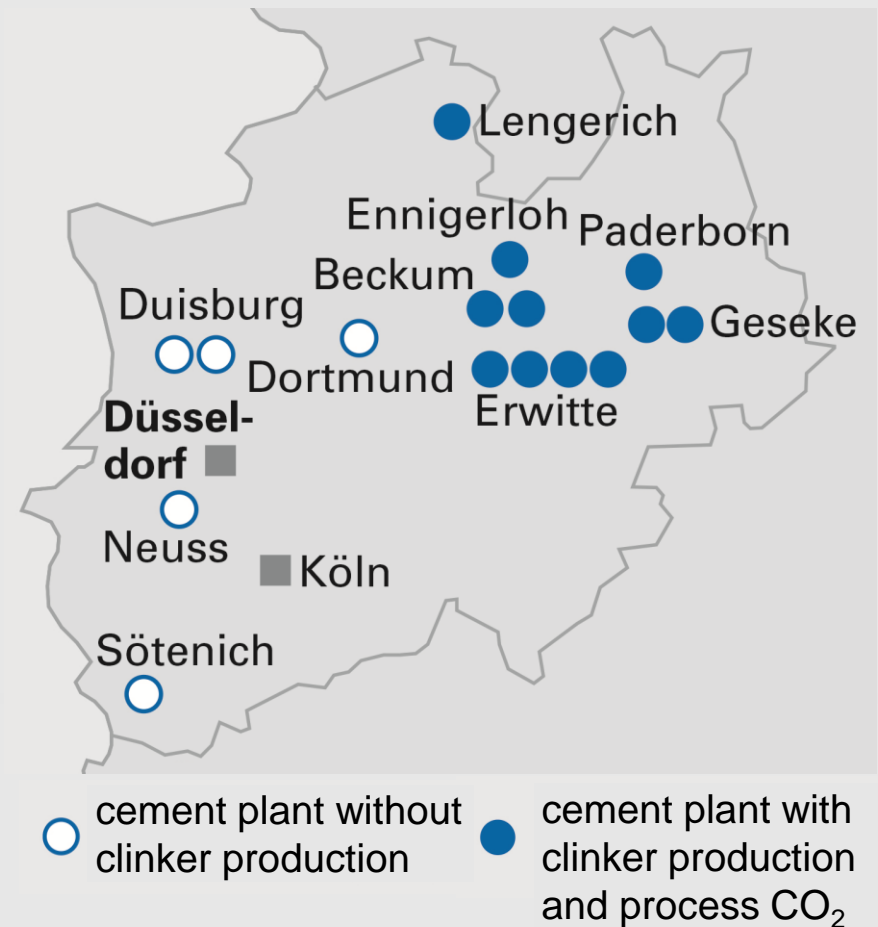 Lengerich
Ennigerloh
Paderborn
Beckum
Duisburg
Geseke
Dortmund
Erwitte
Düssel-
dorf
Neuss
Köln
Sötenich
cement plant without
clinker production
cement plant with
clinker production
and process CO₂